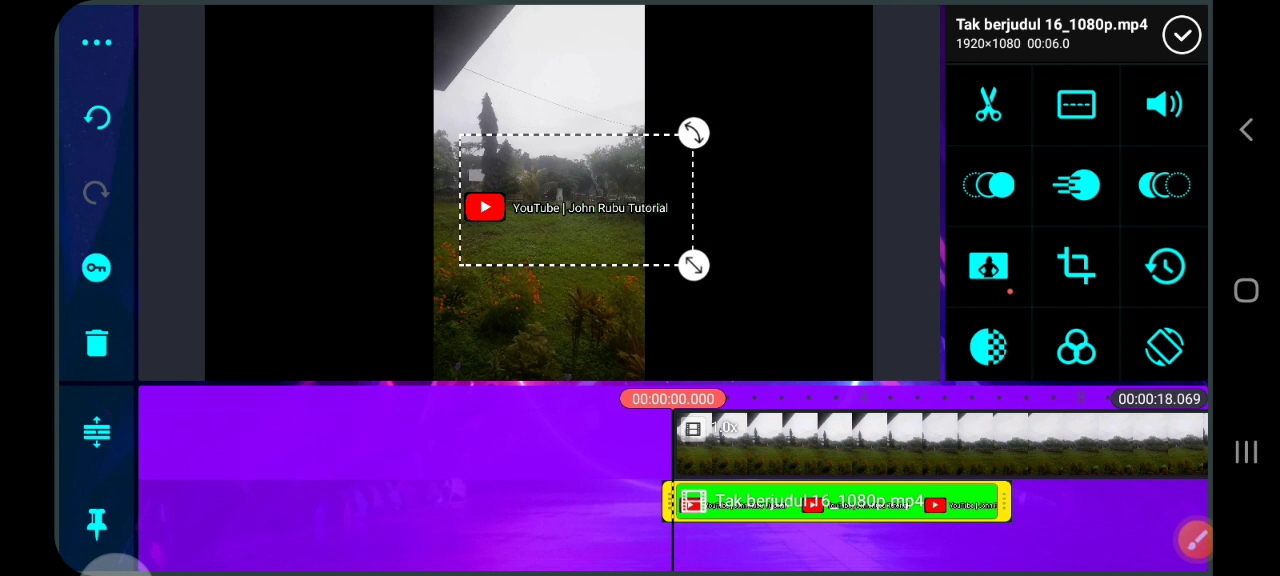 Tak berjudul 16_1080p.mp4
1920×1080 00:06.0
YouTube | John Rubu Tutorial
00:00:00.000
00:00:18.069
1.0x
Tak berjudul 16_1080p.mp4